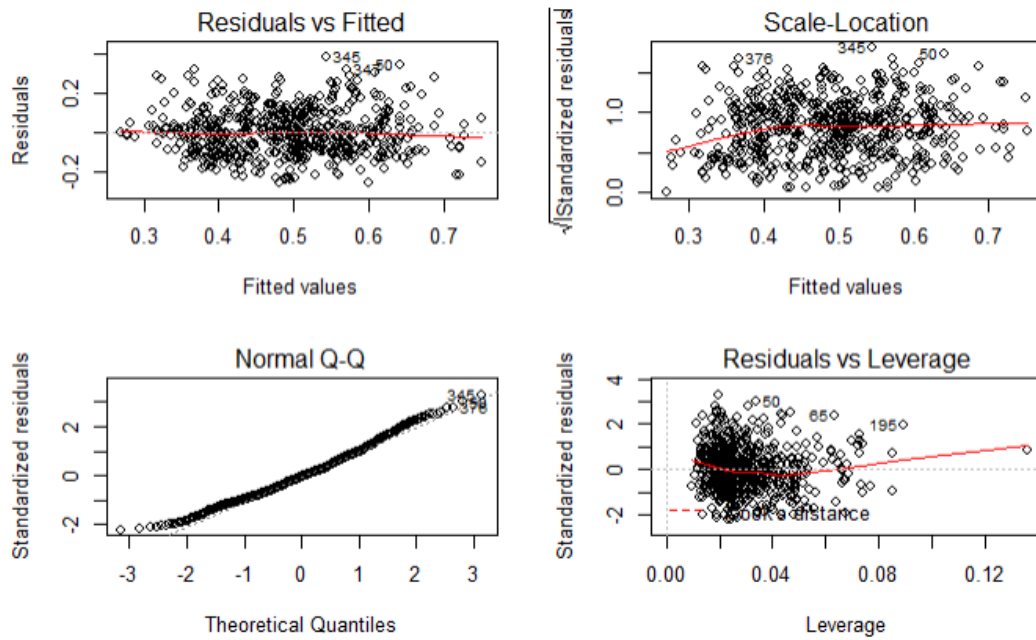 Residuals vs Fitted
Residuals
0.2
-0.2
345
50
0.3 0.4 0.5 0.6 0.7
Fitted values
Scale-Location
√|Standardized residuals
1.0
0.0
376
345
50
0.3 0.4 0.5 0.6 0.7
Fitted values
Normal Q-Q
Standardized residuals
2
0
-2
345
376
-3 -2 -1 0 1 2 3
Theoretical Quantiles
Residuals vs Leverage
Standardized residuals
4
2
0
-2
50
65
195
Cook's distance
0.00 0.04 0.08 0.12
Leverage